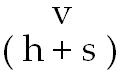 v
( h + s )